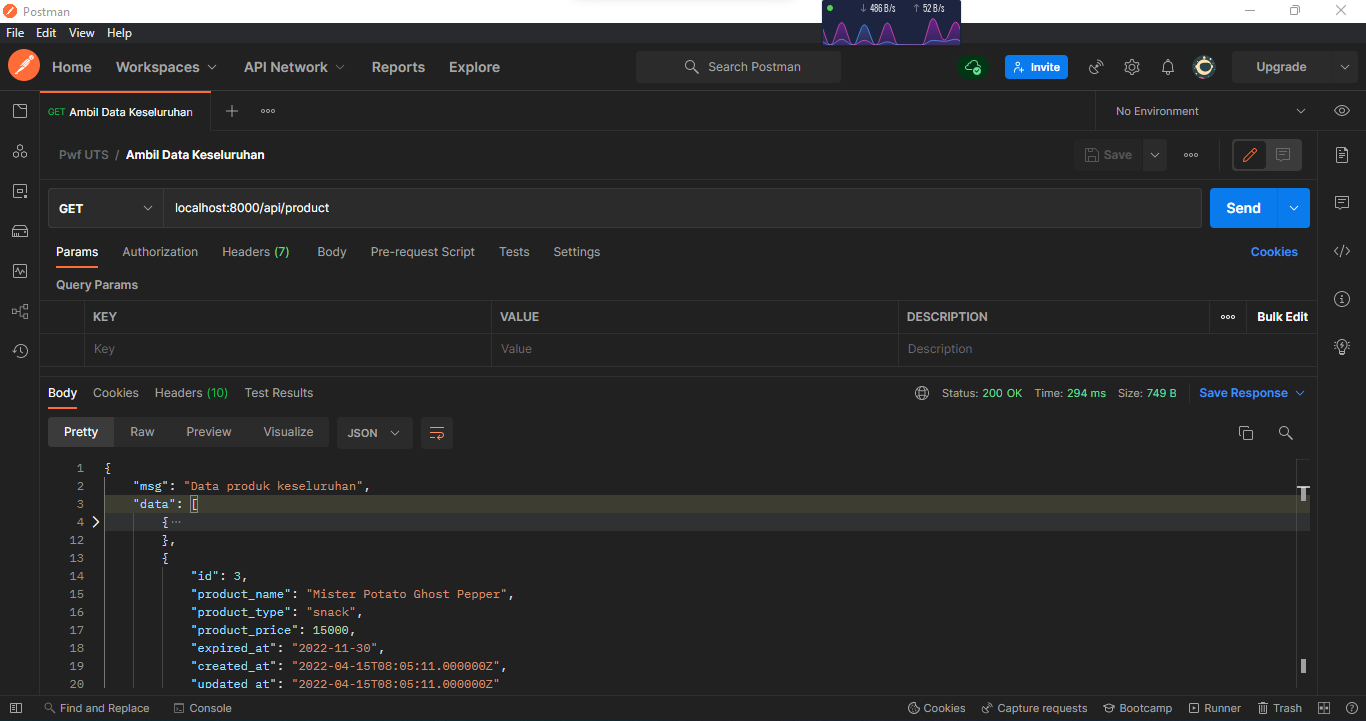 Postman
↓ 486 B/s ↑ 52 B/s
File Edit View Help
Home Workspaces API Network Reports Explore Search Postman Invite Upgrade
GET Ambil Data Keseluruhan No Environment
Pwf UTS / Ambil Data Keseluruhan Save
GET localhost:8000/api/product Send
Params Authorization Headers (7) Body Pre-request Script Tests Settings Cookies
Query Params
KEY VALUE DESCRIPTION Bulk Edit
Key Value Description
Body Cookies Headers (10) Test Results Status: 200 OK Time: 294 ms Size: 749 B Save Response
Pretty Raw Preview Visualize JSON
1 {
2 "msg": "Data produk keseluruhan",
3 "data": [
4 { ...
12 },
13 {
14 "id": 3,
15 "product_name": "Mister Potato Ghost Pepper",
16 "product_type": "snack",
17 "product_price": 15000,
18 "expired_at": "2022-11-30",
19 "created_at": "2022-04-15T08:05:11.000000Z",
20 "updated_at": "2022-04-15T08:05:11.000000Z"
Find and Replace Console Cookies Capture requests Bootcamp Runner Trash